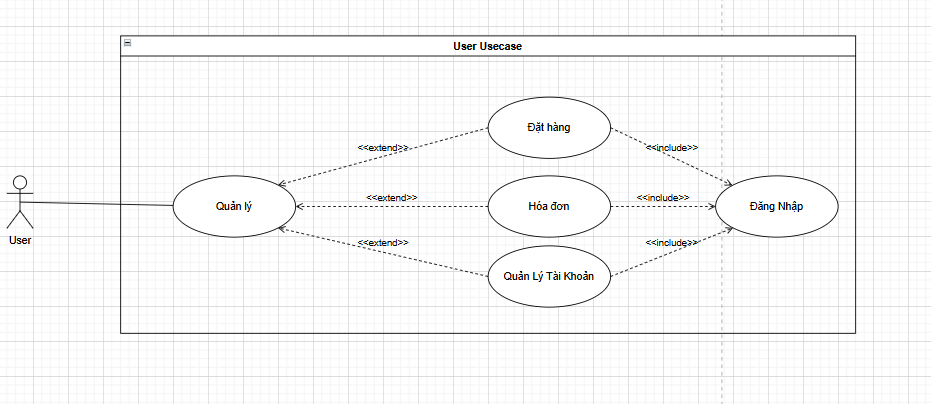 User Usecase
Đặt hàng
<<extend>>
<<include>>
Quản lý
<<extend>>
Hóa đơn
<<include>>
Đăng Nhập
User
<<extend>>
<<include>>
Quản Lý Tài Khoản